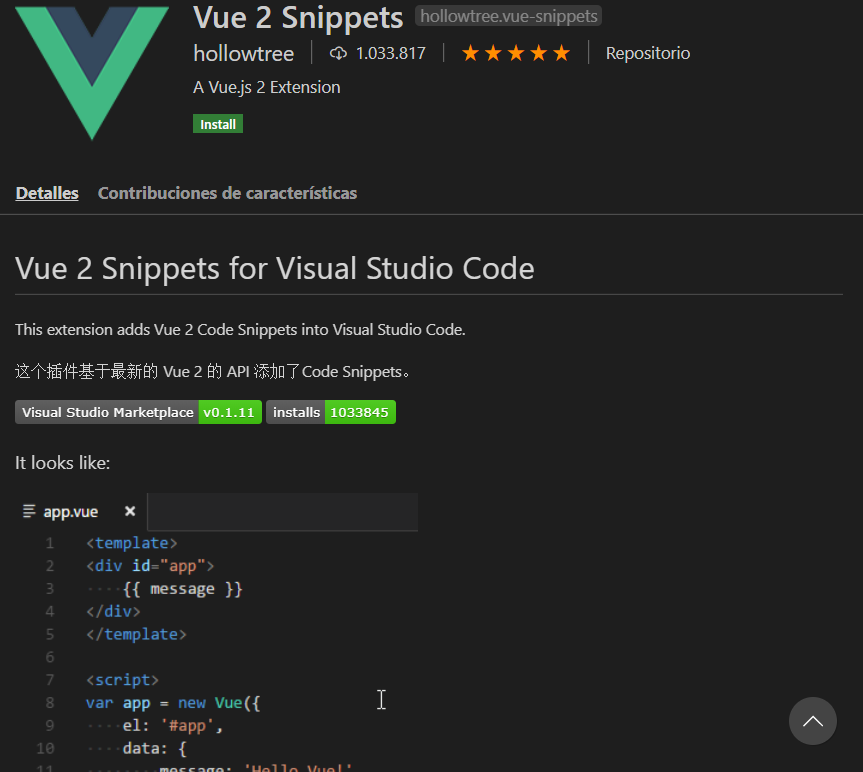 Vue 2 Snippets hollowtree.vue-snippets
hollowtree 1.033.817 Repositorio
A Vue.js 2 Extension
Install
Detalles Contribuciones de características
Vue 2 Snippets for Visual Studio Code
This extension adds Vue 2 Code Snippets into Visual Studio Code.
这个插件基于最新的 Vue 2 的 API 添加了Code Snippets。
Visual Studio Marketplace v0.1.11 installs 1033845
It looks like:
app.vue
1 <template>
2 <div id="app">
3 ····{{ message }}
4 </div>
5 </template>
6
7 <script>
8 var app = new Vue({
9 ····el: '#app',
10 ····data: {
11 ········message: 'Hello Vue!'